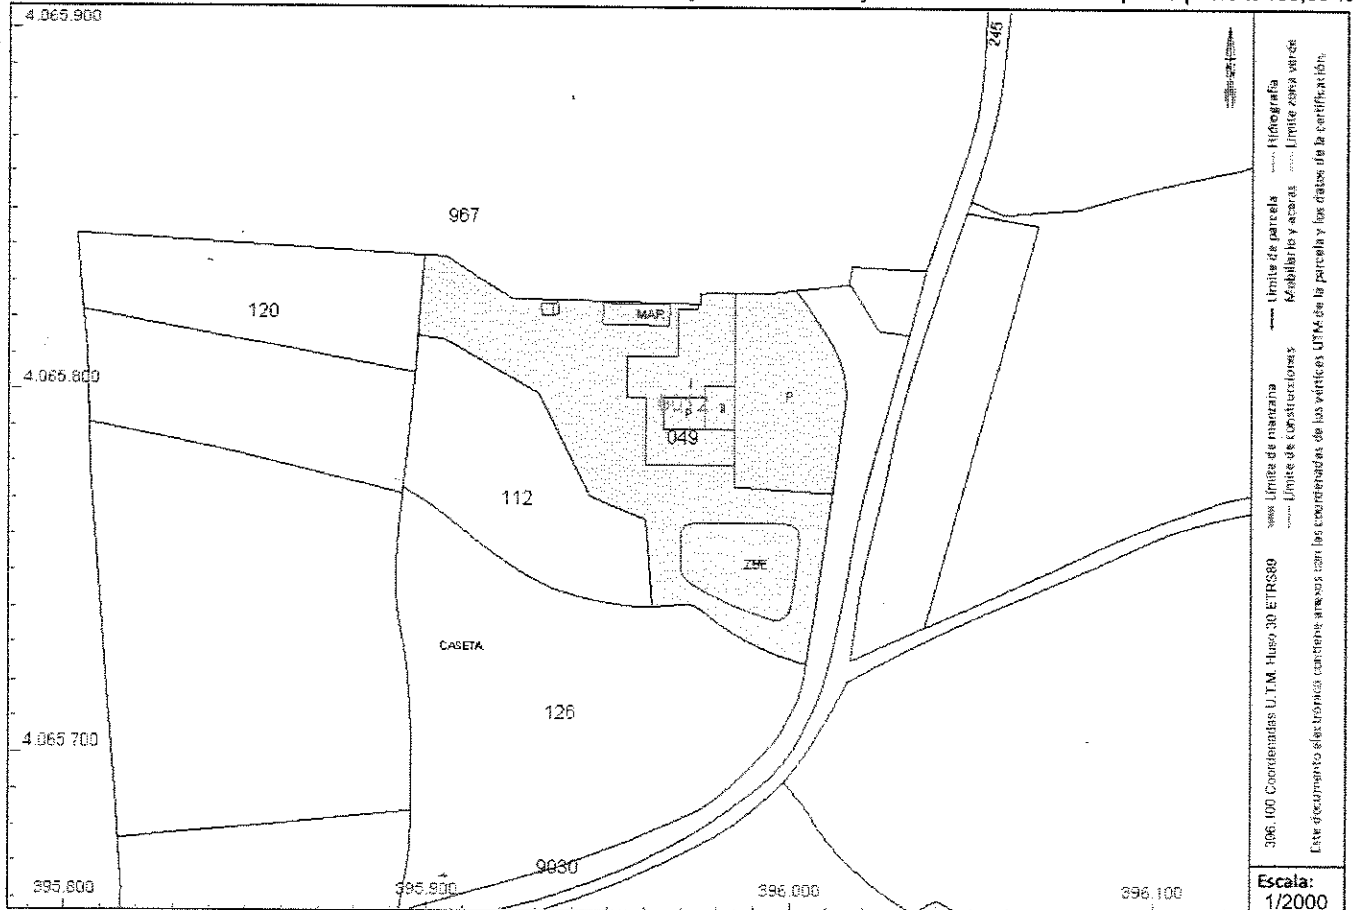 4.065.900
246
967
120
MAR
4.065.800
P
P
049
112
ZBE
CASETA
126
4.065.700
9030
395.800
395.900
396.000
396.100
Límite de manzana
Límite de parcela
Hidrografía
Límite de construcciones
Mobiliario y aceras
Límite zona verde
396.100 Coordenadas U.T.M. Huso 30 ETRS89
Este documento electrónico contiene anexos con las coordenadas de los vértices UTM de la parcela y los datos de la certificación.
Escala:
1/2000